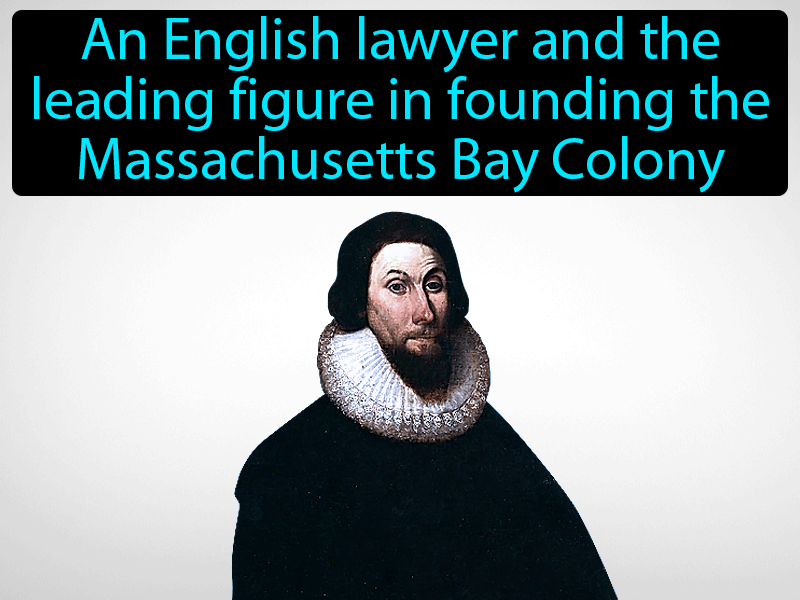 An English lawyer and the
leading figure in founding the
Massachusetts Bay Colony